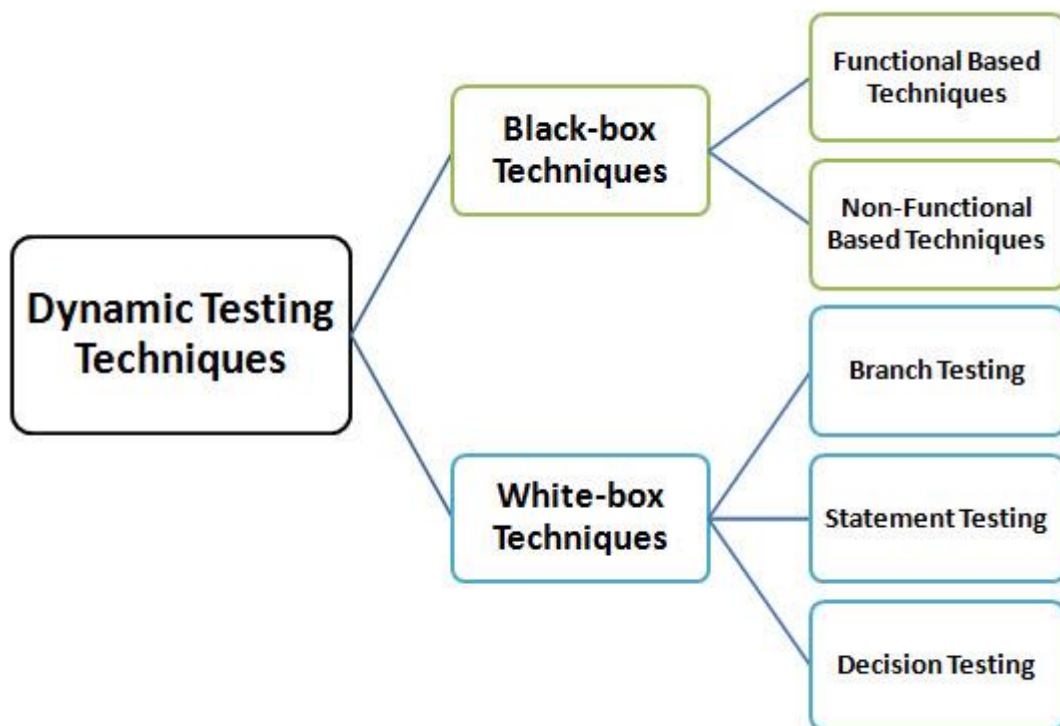 Dynamic Testing
Techniques
Black-box
Techniques
Functional Based
Techniques
Non-Functional
Based Techniques
White-box
Techniques
Branch Testing
Statement Testing
Decision Testing